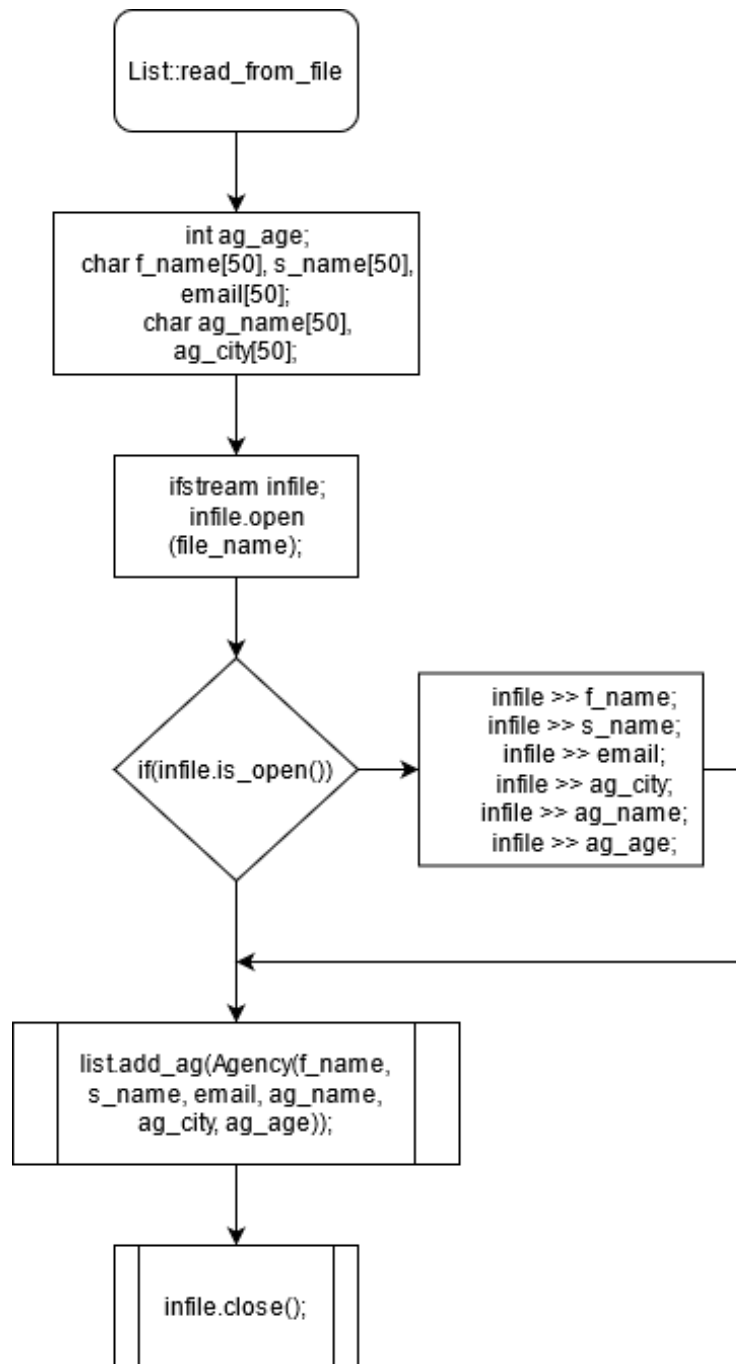 List::read_from_file
int ag_age;
char f_name[50], s_name[50],
email[50];
char ag_name[50],
ag_city[50];
ifstream infile;
infile.open
(file_name);
if(infile.is_open())
infile >> f_name;
infile >> s_name;
infile >> email;
infile >> ag_city;
infile >> ag_name;
infile >> ag_age;
list.add_ag(Agency(f_name,
s_name, email, ag_name,
ag_city, ag_age));
infile.close();